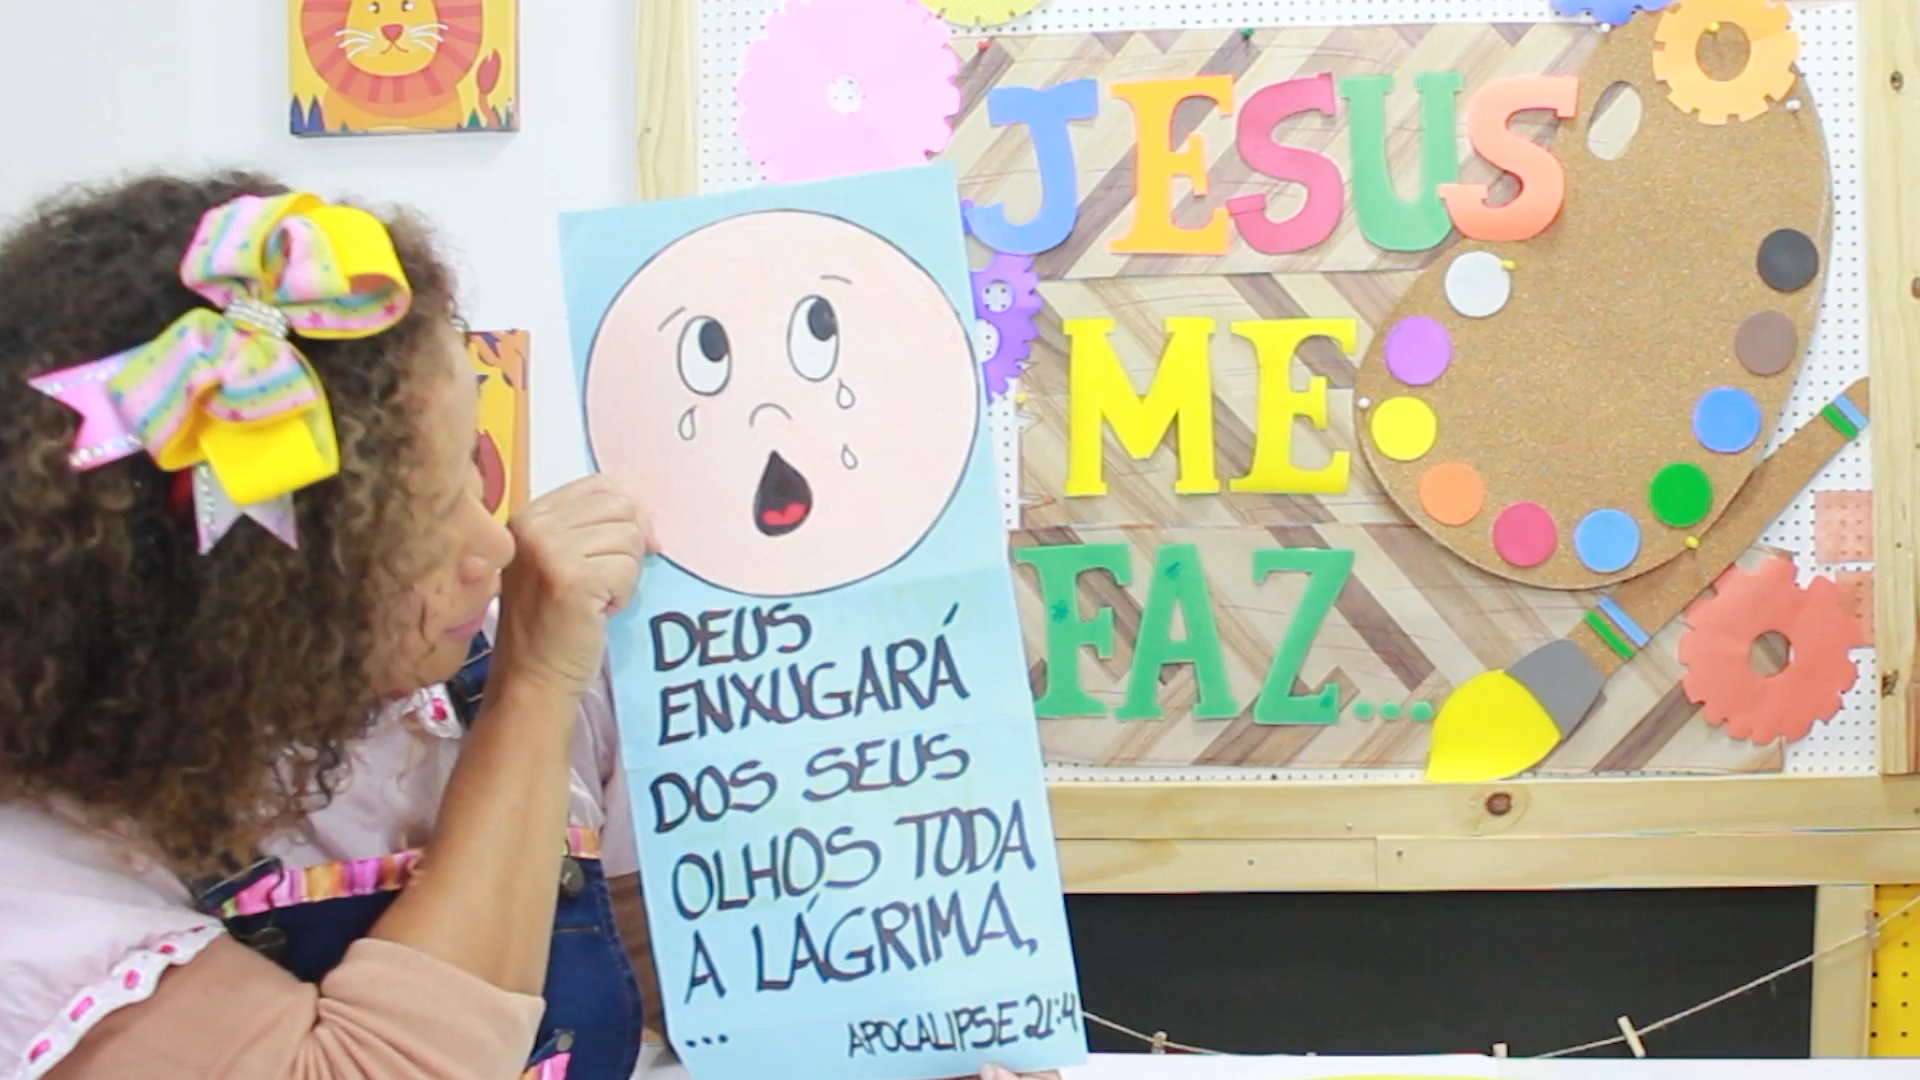 JESUS
ME
FAZ...
DEUS
ENXUGARÁ
DOS SEUS
OLHOS TODA
A LÁGRIMA,
... APOCALIPSE 21:4